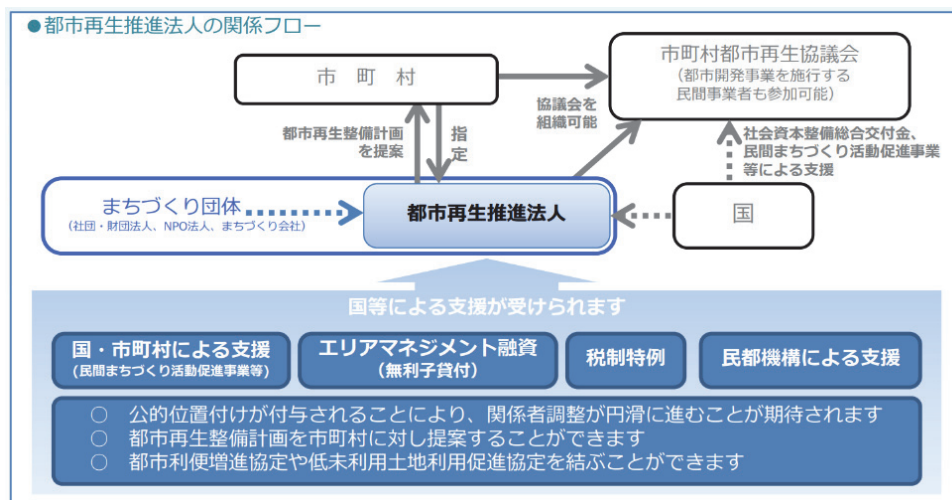 ●都市再生推進法人の関係フロー
市 町 村
市町村都市再生協議会
(都市開発事業を施行する
民間事業者も参加可能)
協議会を
組織可能
都市再生整備計画
を提案
指
定
社会資本整備総合交付金、
民間まちづくり活動促進事業
等による支援
まちづくり団体
(社団・財団法人、NPO法人、まちづくり会社)
都市再生推進法人
国
国等による支援が受けられます
国・市町村による支援
(民間まちづくり活動促進事業等)
エリアマネジメント融資
(無利子貸付)
税制特例
民都機構による支援
○ 公的位置付けが付与されることにより、関係者調整が円滑に進むことが期待されます
○ 都市再生整備計画を市町村に対し提案することができます
○ 都市利便増進協定や低未利用土地利用促進協定を結ぶことができます